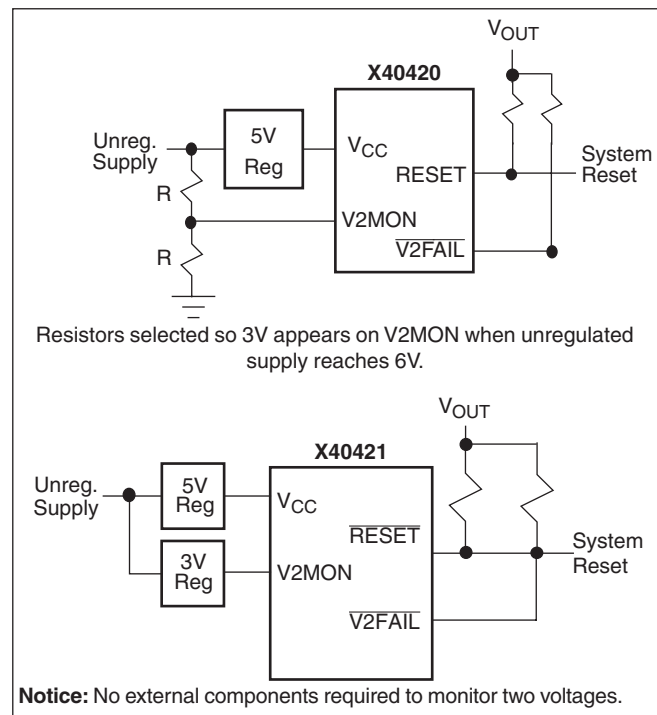 VOUT
X40420
Unreg.
Supply
5V
Reg
VCC
RESET
System
Reset
R
V2MON
V2FAIL
R
Resistors selected so 3V appears on V2MON when unregulated
supply reaches 6V.
VOUT
X40421
Unreg.
Supply
5V
Reg
VCC
RESET
System
Reset
3V
Reg
V2MON
V2FAIL
Notice: No external components required to monitor two voltages.